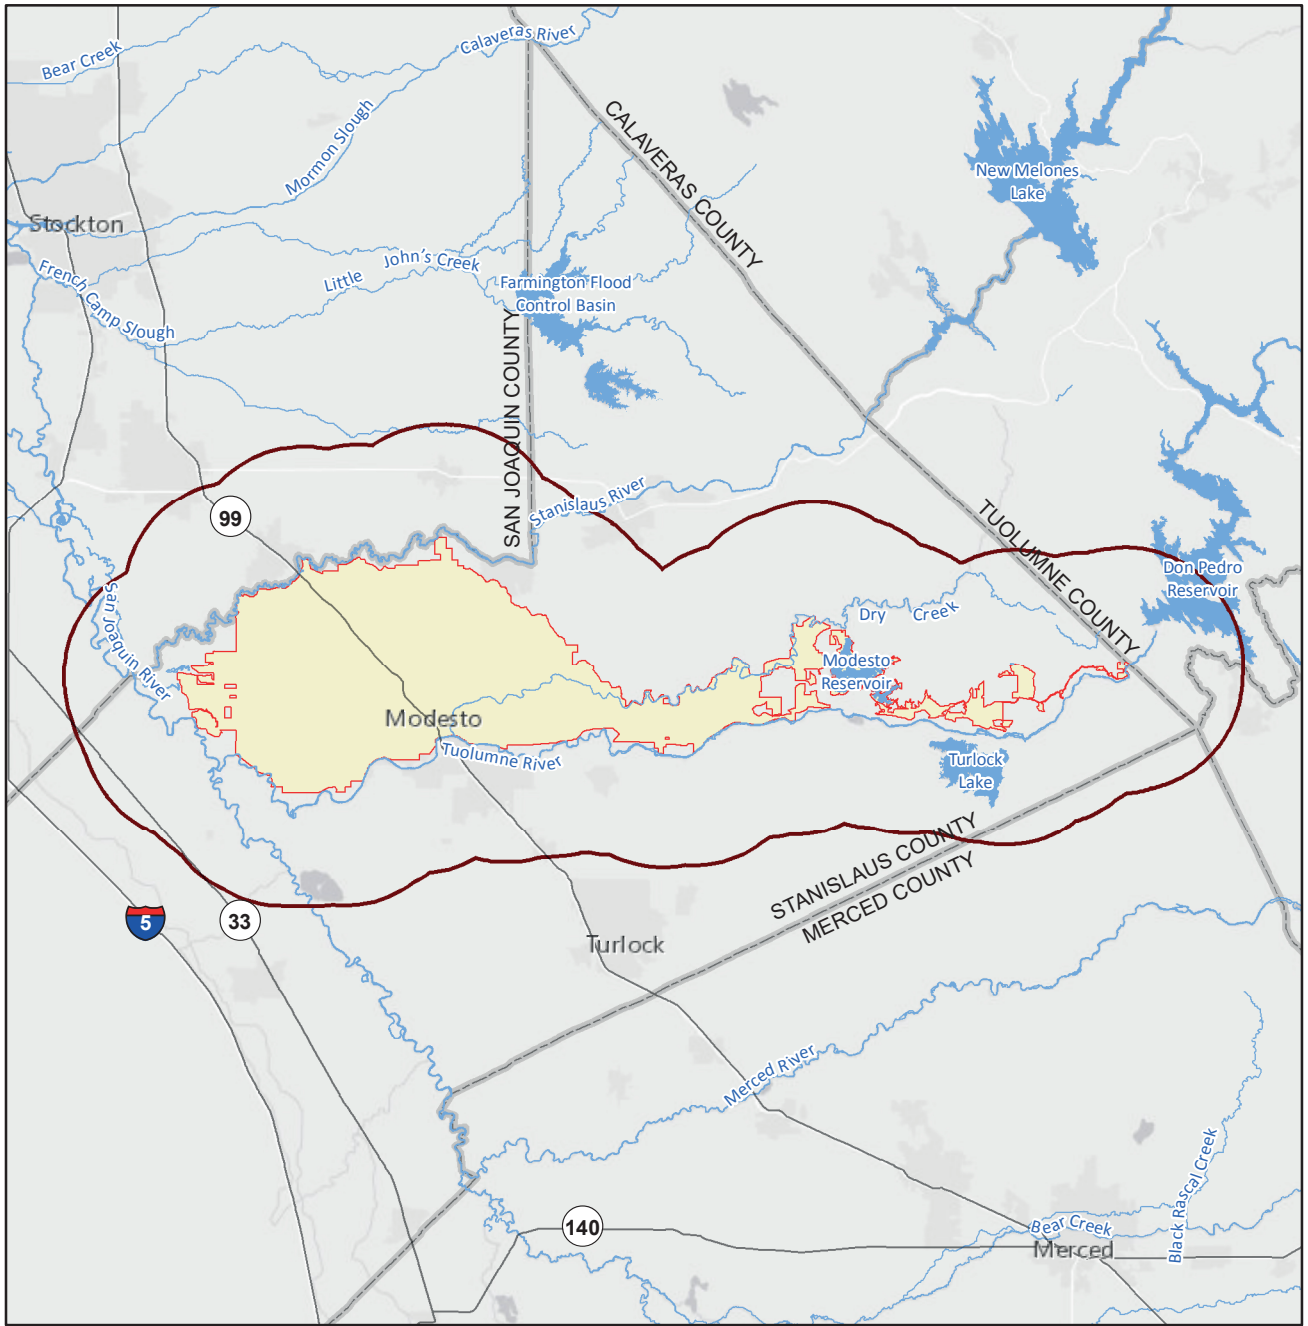 Bear Creek
Calaveras River
Mormon Slough
CALAVERAS COUNTY
New Melones
Lake
Stockton
French Camp Slough
Little John's Creek
Farmington Flood
Control Basin
SAN JOAQUIN COUNTY
Stanislaus River
99
TUOLUMNE COUNTY
Don Pedro
Reservoir
San Joaquin River
Dry Creek
Modesto
Reservoir
Modesto
Tuolumne River
Turlock
Lake
STANISLAUS COUNTY
MERCED COUNTY
5
33
Turlock
Merced River
Black Rascal Creek
140
Bear Creek
Merced